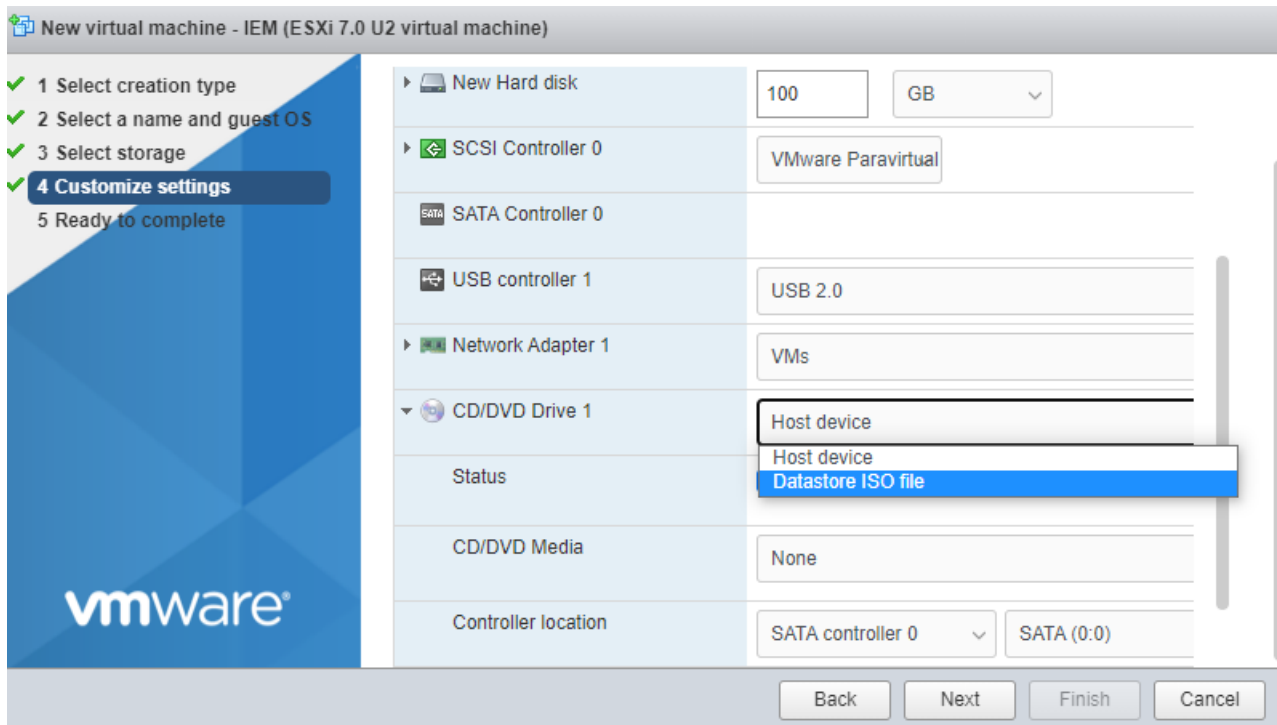 New virtual machine - IEM (ESXi 7.0 U2 virtual machine)
1 Select creation type
2 Select a name and guest OS
3 Select storage
4 Customize settings
5 Ready to complete
New Hard disk
100
GB
SCSI Controller 0
VMware Paravirtual
SATA
SATA Controller 0
USB controller 1
USB 2.0
Network Adapter 1
VMs
CD/DVD Drive 1
Host device
Host device
Datastore ISO file
Status
CD/DVD Media
None
Controller location
SATA controller 0
SATA (0:0)
vmware®
Back
Next
Finish
Cancel